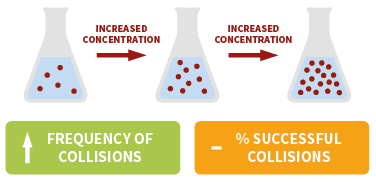 INCREASED
CONCENTRATION
INCREASED
CONCENTRATION
FREQUENCY OF
COLLISIONS
– % SUCCESSFUL
COLLISIONS